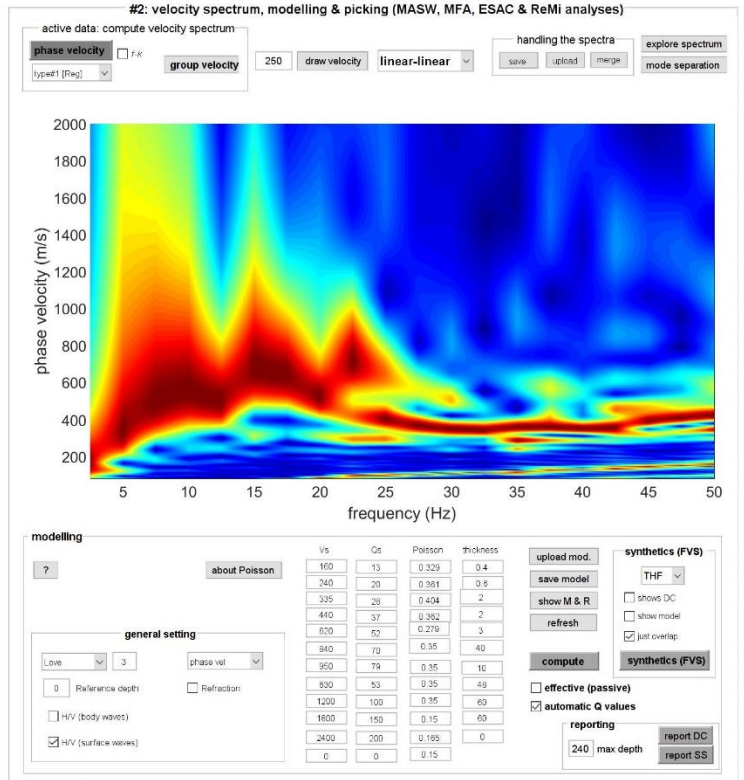 #2: velocity spectrum, modelling & picking (MASW, MFA, ESAC & ReMi analyses)
active data: compute velocity spectrum
phase velocity f-k
type#1 [Reg] group velocity
250 draw velocity linear-linear
handling the spectra
save upload merge
explore spectrum
mode separation
2000
1800
1600
1400
1200
1000
800
600
400
200
phase velocity (m/s)
5 10 15 20 25 30 35 40 45 50
frequency (Hz)
modelling
? about Poisson
general setting
Love 3 phase vel
0 Reference depth Refraction
H/V (body waves)
H/V (surface waves)
Vs Qs Poisson thickness
160 13 0.329 0.4
240 20 0.361 0.6
335 28 0.404 2
440 37 0.362 2
620 52 0.279 3
840 70 0.35 40
950 79 0.35 10
630 53 0.35 46
1200 100 0.35 60
1800 150 0.15 60
2400 200 0.165 0
0 0 0.15
upload mod.
save model
show M & R
refresh
compute
synthetics (FVS)
THF
shows DC
show model
just overlap
synthetics (FVS)
effective (passive)
automatic Q values
reporting
240 max depth
report DC
report SS